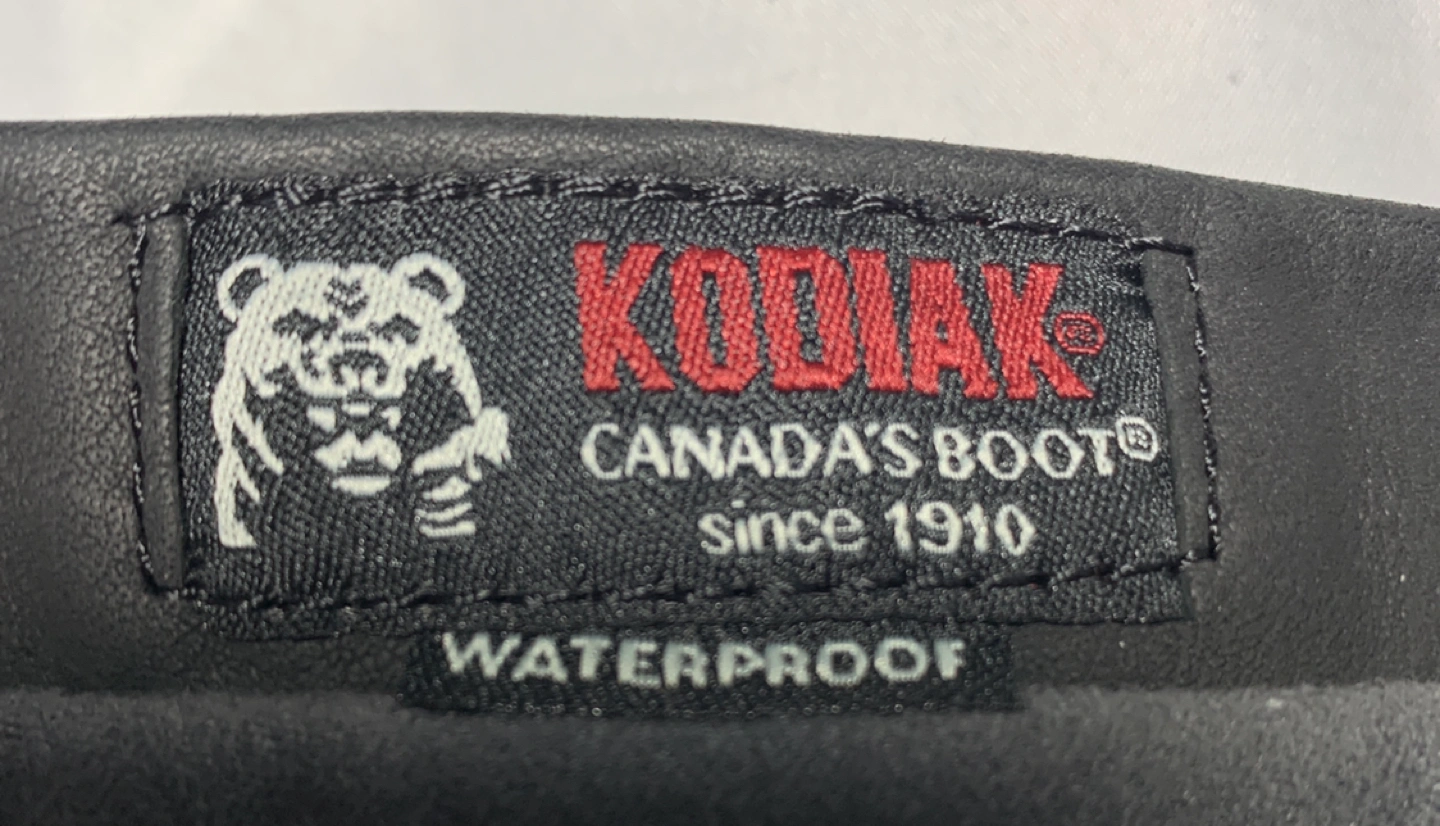 KODIAK®
CANADA'S BOOT®
since 1910
WATERPROOF